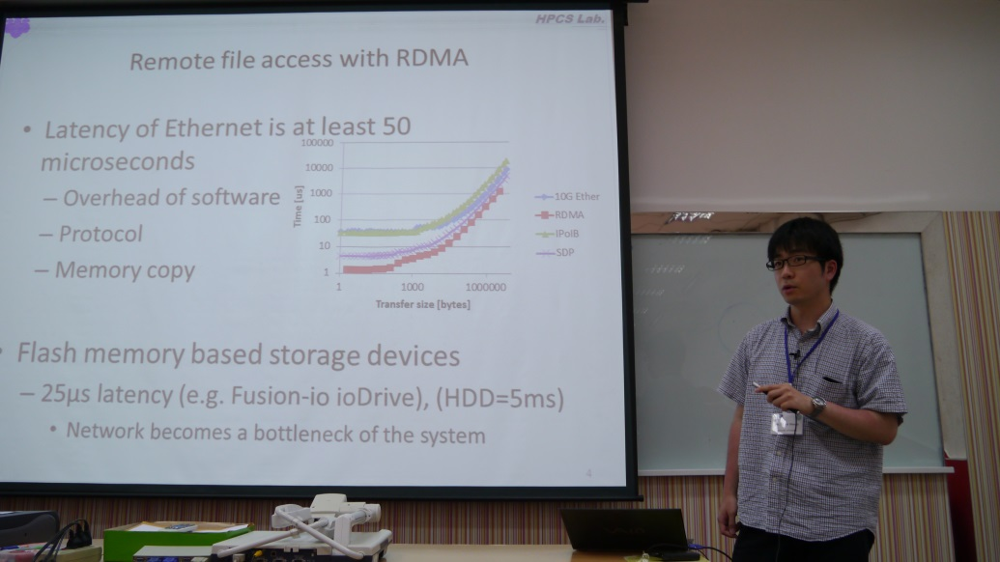 HPCS Lab.
Remote file access with RDMA
• Latency of Ethernet is at least 50
microseconds
– Overhead of software
– Protocol
– Memory copy
100000
10000
1000
100
10
1
Time [us]
1 1000 1000000
Transfer size [bytes]
10G Ether
RDMA
IPoIB
SDP
• Flash memory based storage devices
– 25µs latency (e.g. Fusion-io ioDrive), (HDD=5ms)
• Network becomes a bottleneck of the system
4
VAIO